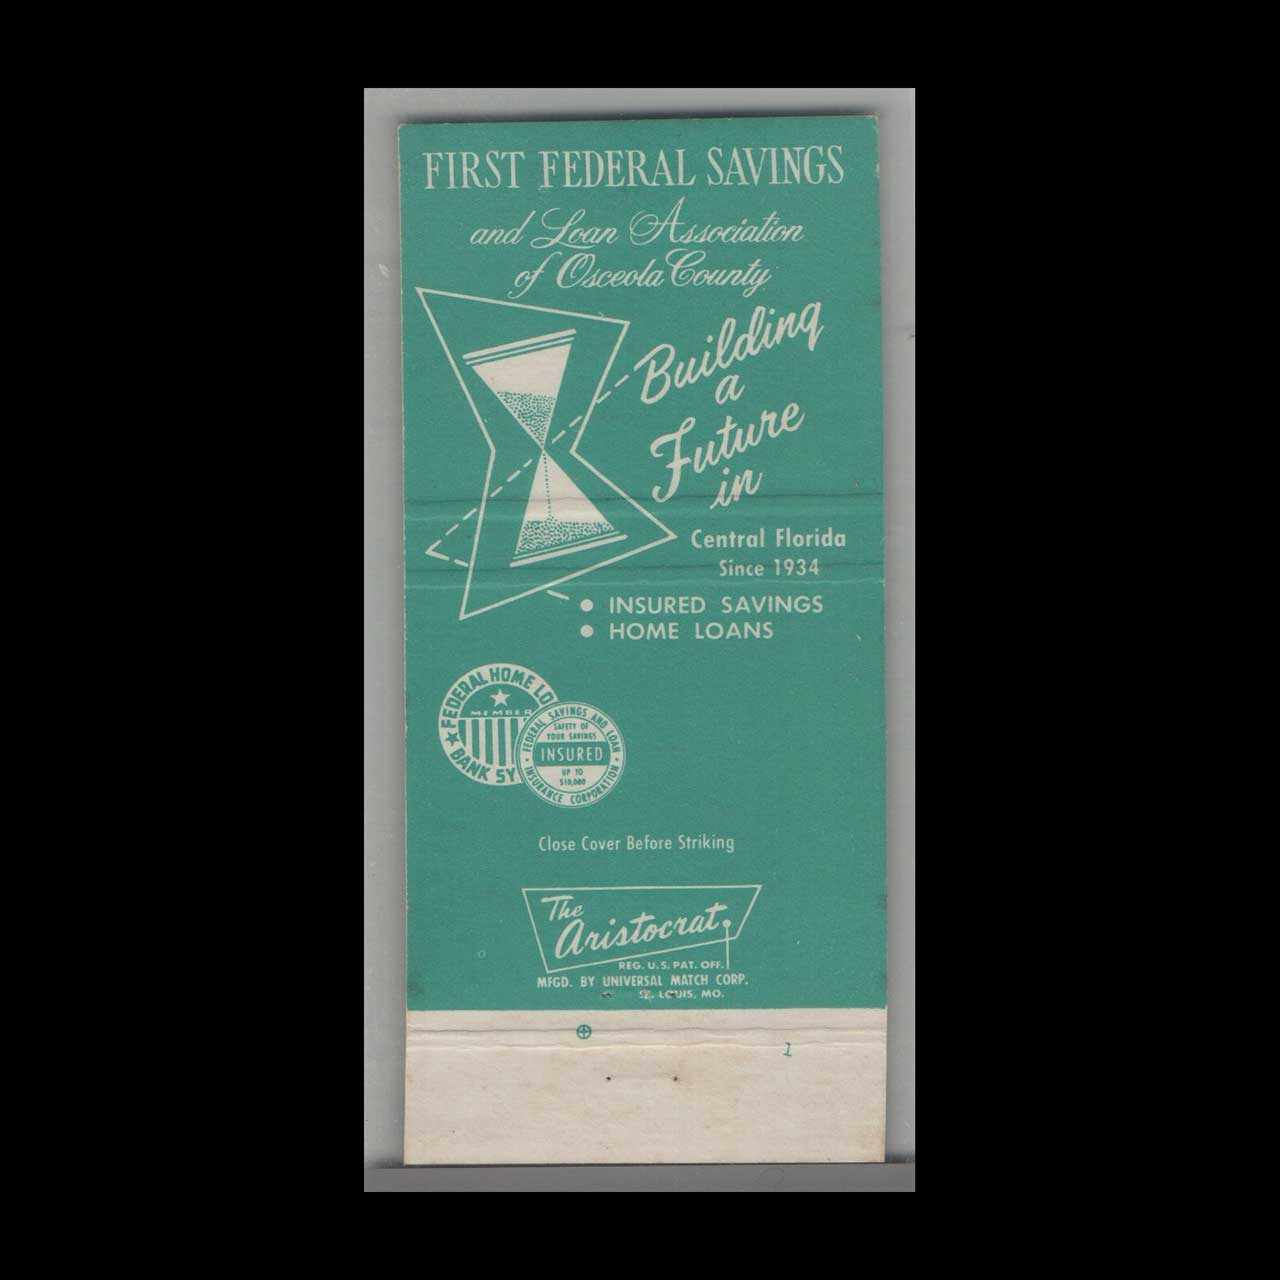 FIRST FEDERAL SAVINGS
and Loan Association
of Osceola County
Building
a
Future
in
Central Florida
Since 1934
● INSURED SAVINGS
● HOME LOANS
FEDERAL HOME LO
MEMBER
BANK SY
FEDERAL SAVINGS AND LOAN
SAFETY OF
YOUR SAVINGS
INSURED
UP TO
$10,000
INSURANCE CORPORATION
Close Cover Before Striking
The
Aristocrat
REG. U.S. PAT. OFF.
MFGD. BY UNIVERSAL MATCH CORP.
ST. LOUIS, MO.
1